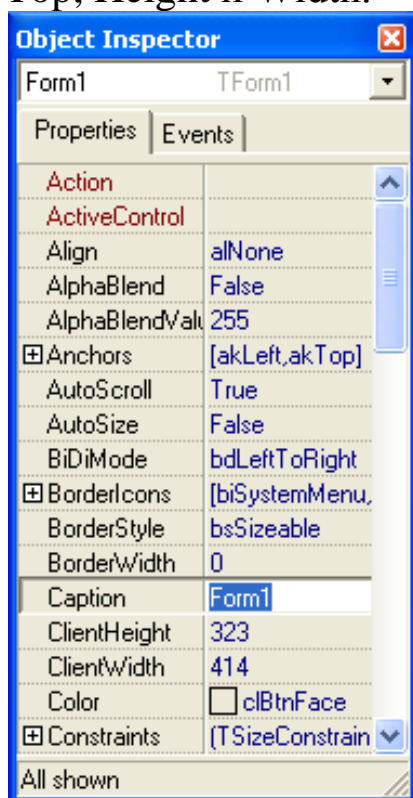 Top, Height и Width.
Object Inspector
Form1 TForm1
Properties Events
Action
ActiveControl
Align alNone
AlphaBlend False
AlphaBlendVal 255
Anchors [akLeft,akTop]
AutoScroll True
AutoSize False
BiDiMode bdLeftToRight
BorderIcons [biSystemMenu,
BorderStyle bsSizeable
BorderWidth 0
Caption Form1
ClientHeight 323
ClientWidth 414
Color clBtnFace
Constraints (TSizeConstrain
All shown